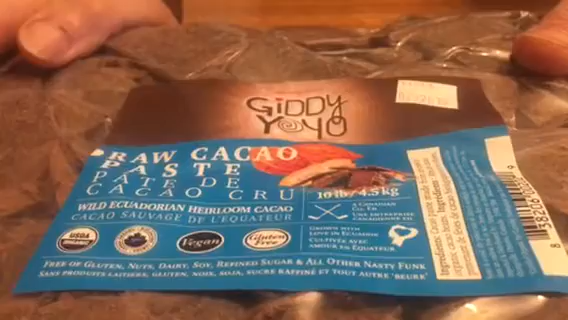 GIDDY
YOYO
RAW CACAO
PASTE
PÂTE DE
CACAO CRU
WILD ECUADORIAN HEIRLOOM CACAO
CACAO SAUVAGE DE L'ÉQUATEUR
10 lb / 4.5 kg
A CANADIAN
CO. EH
UNE ENTREPRISE
CANADIENNE EH
USDA
ORGANIC
Vegan
Gluten
Free
GROWN WITH
LOVE IN ECUADOR
CULTIVÉE AVEC
AMOUR EN ÉQUATEUR
FREE OF GLUTEN, NUTS, DAIRY, SOY, REFINED SUGAR & ALL OTHER NASTY FUNK
SANS PRODUITS LAITIERS, GLUTEN, NOIX, SOJA, SUCRE RAFFINÉ ET TOUT AUTRE 'BEURK'
Ingredients: